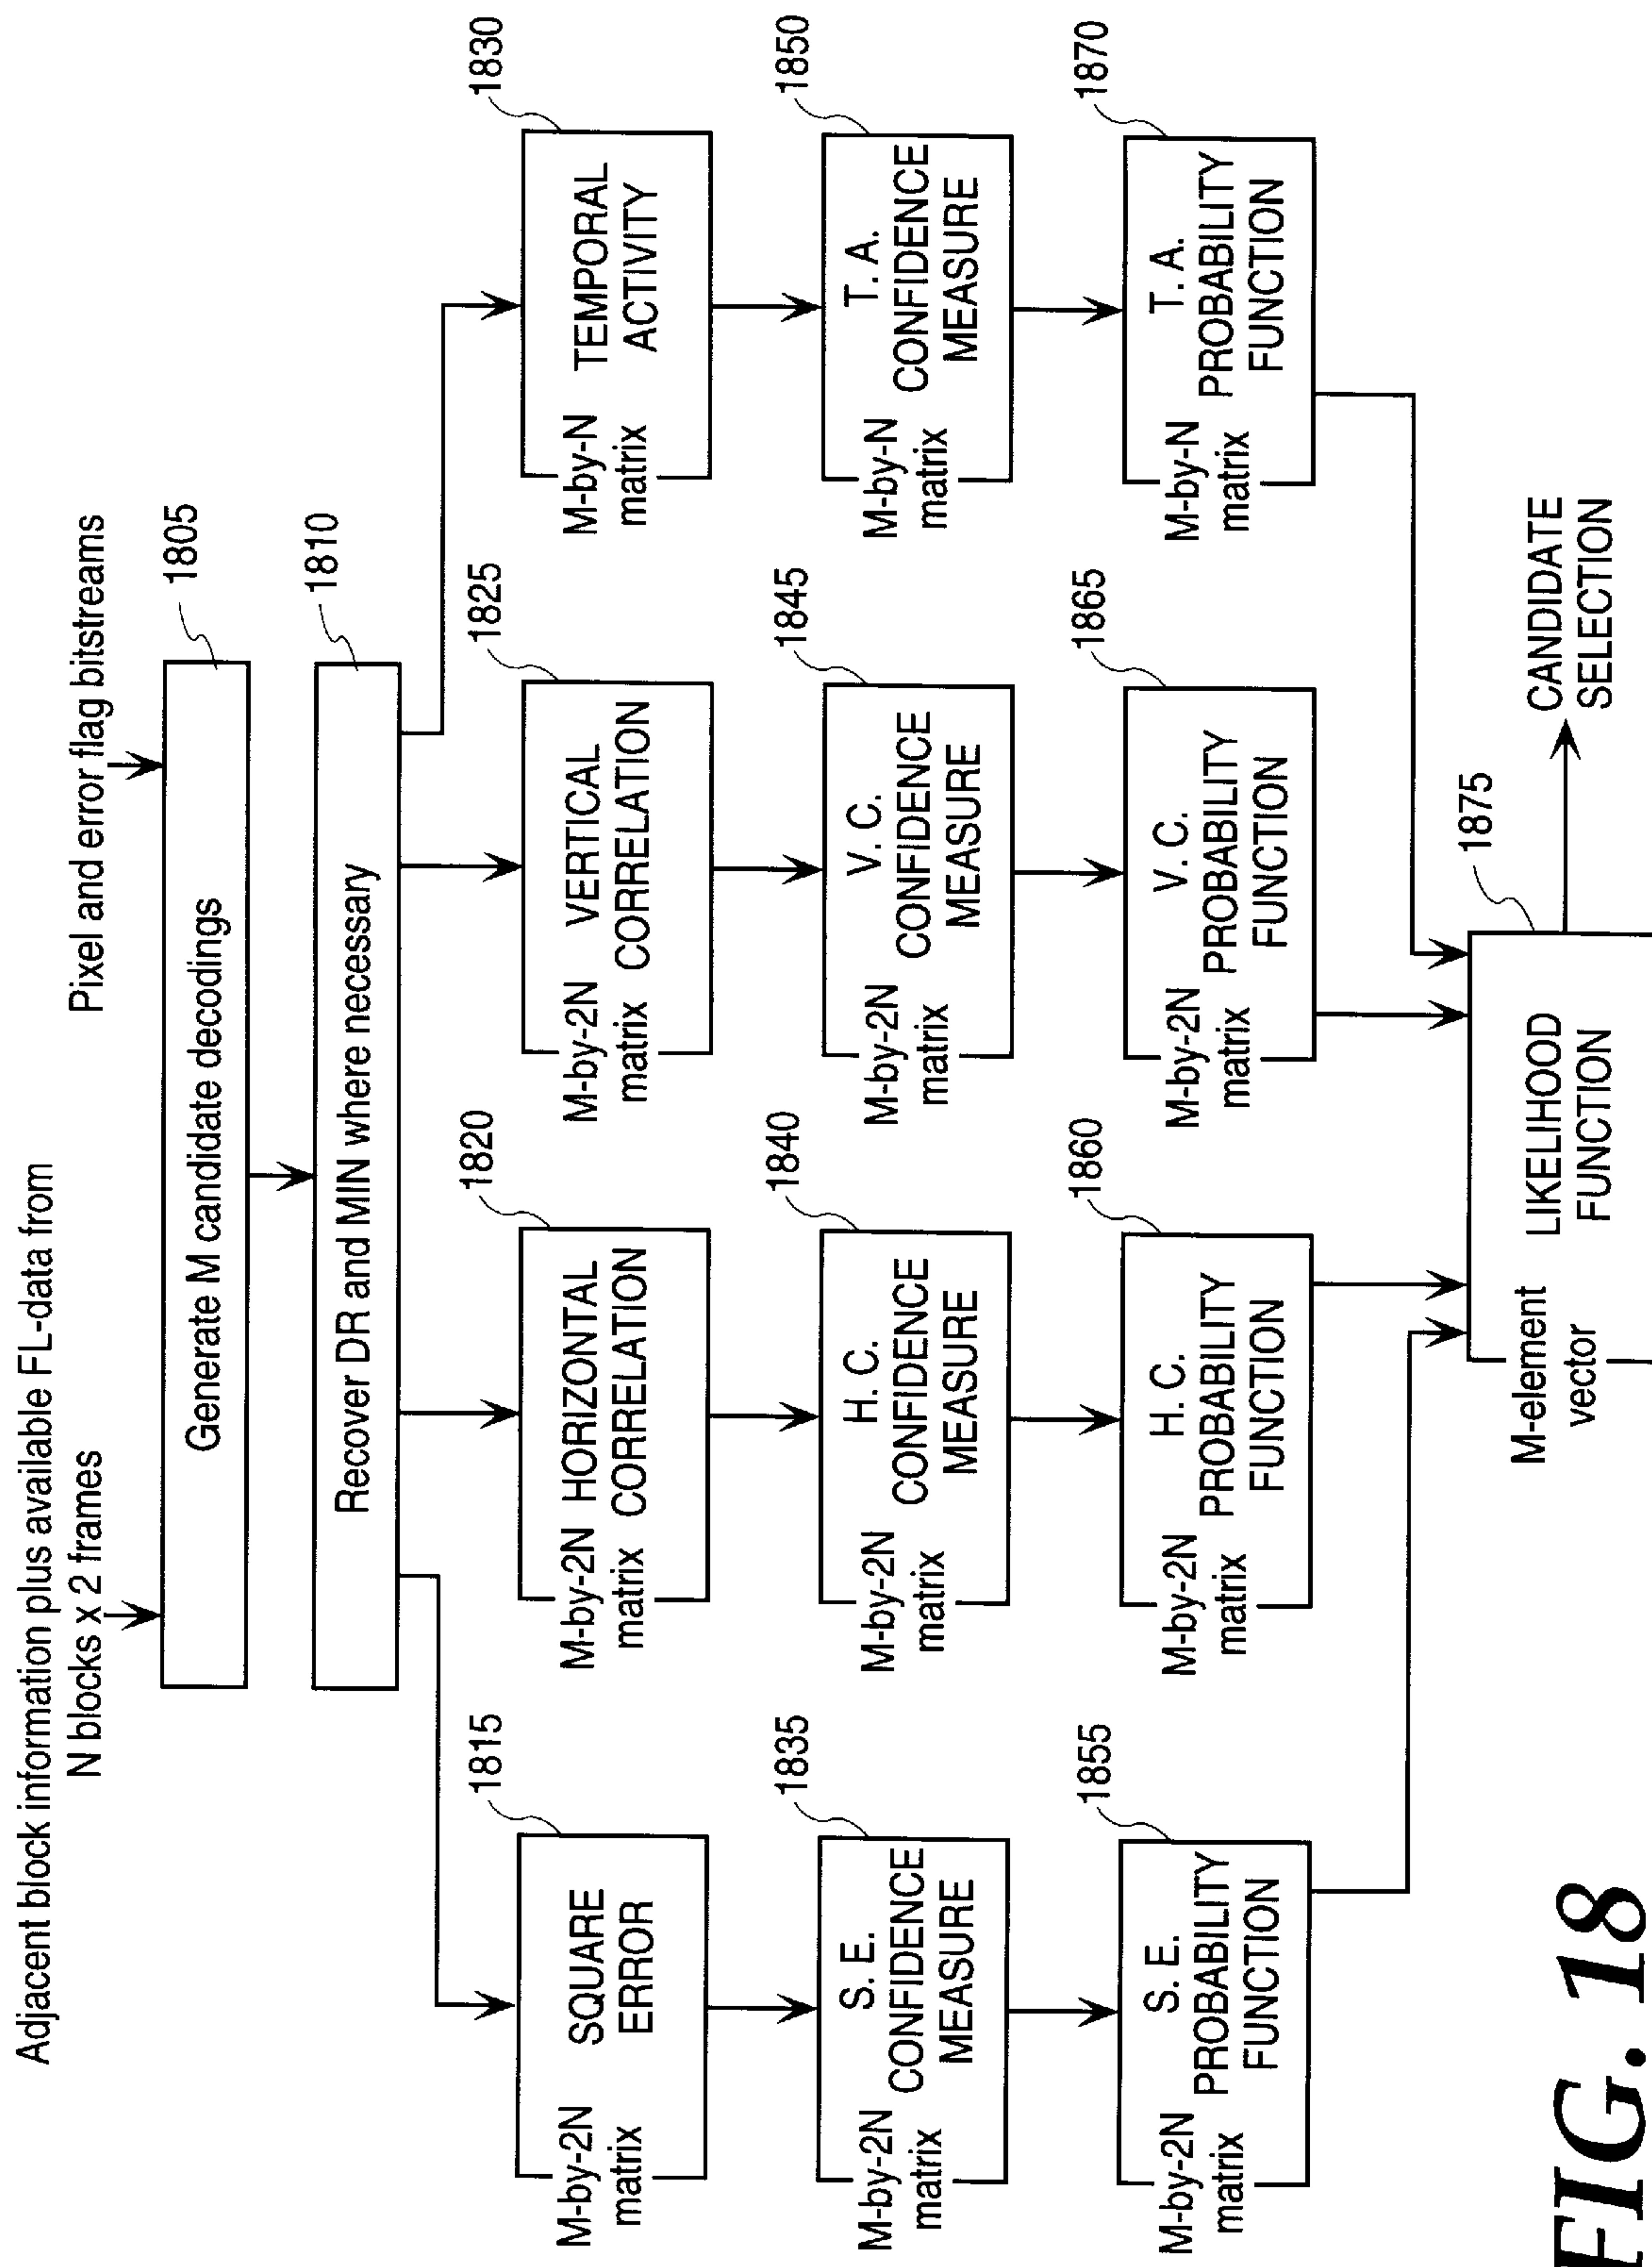 Adjacent block information plus available FL-data from
N blocks x 2 frames
Pixel and error flag bitstreams
Generate M candidate decodings
1805
Recover DR and MIN where necessary
1810
M-by-2N
matrix
SQUARE
ERROR
1815
M-by-2N
matrix
HORIZONTAL
CORRELATION
1820
M-by-2N
matrix
VERTICAL
CORRELATION
1825
M-by-N
matrix
TEMPORAL
ACTIVITY
1830
M-by-2N
matrix
S. E.
CONFIDENCE
MEASURE
1835
M-by-2N
matrix
H. C.
CONFIDENCE
MEASURE
1840
M-by-2N
matrix
V. C.
CONFIDENCE
MEASURE
1845
M-by-N
matrix
T. A.
CONFIDENCE
MEASURE
1850
M-by-2N
matrix
S. E.
PROBABILITY
FUNCTION
1855
M-by-2N
matrix
H. C.
PROBABILITY
FUNCTION
1860
M-by-2N
matrix
V. C.
PROBABILITY
FUNCTION
1865
M-by-N
matrix
T. A.
PROBABILITY
FUNCTION
1870
M-element
vector
LIKELIHOOD
FUNCTION
1875
CANDIDATE
SELECTION
FIG. 18